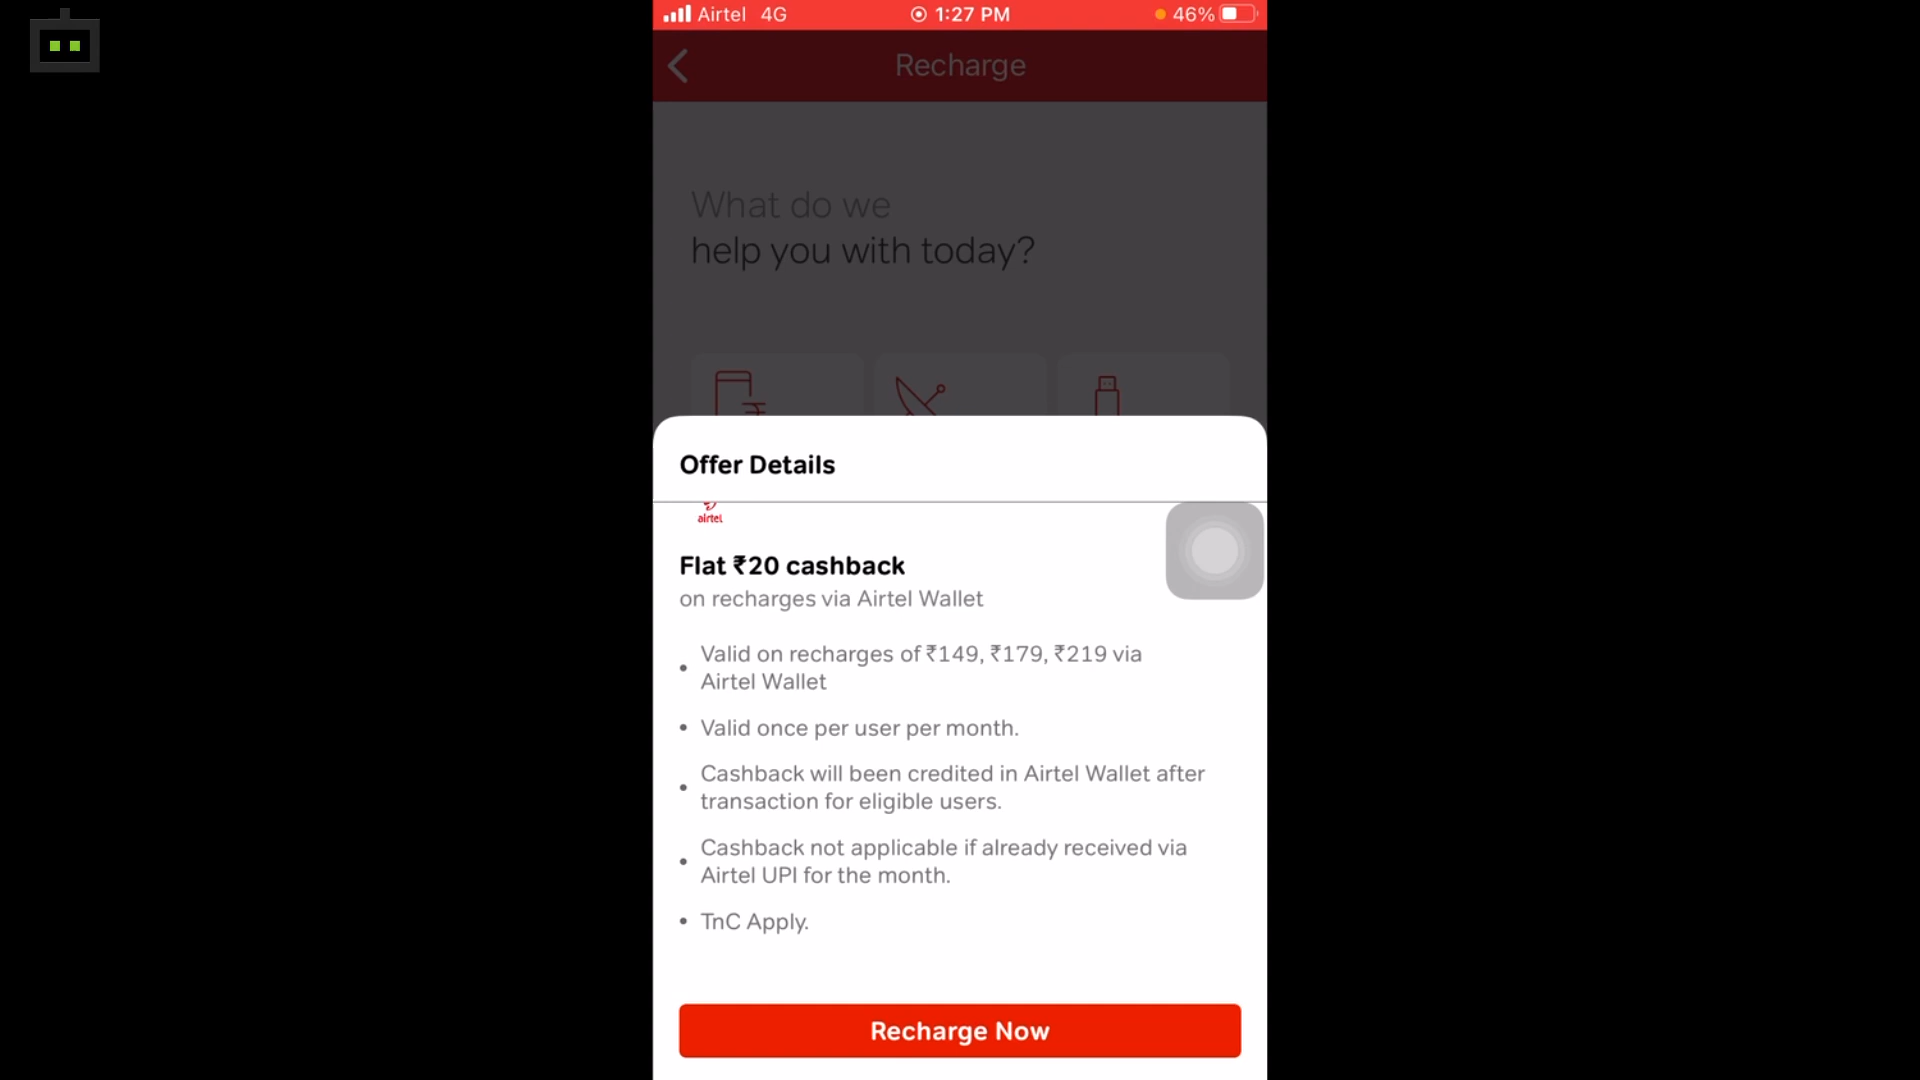 Airtel 4G 1:27 PM 46%
Recharge
What do we
help you with today?
Offer Details
airtel
Flat ₹20 cashback
on recharges via Airtel Wallet
• Valid on recharges of ₹149, ₹179, ₹219 via
Airtel Wallet
• Valid once per user per month.
• Cashback will been credited in Airtel Wallet after
transaction for eligible users.
• Cashback not applicable if already received via
Airtel UPI for the month.
• TnC Apply.
Recharge Now